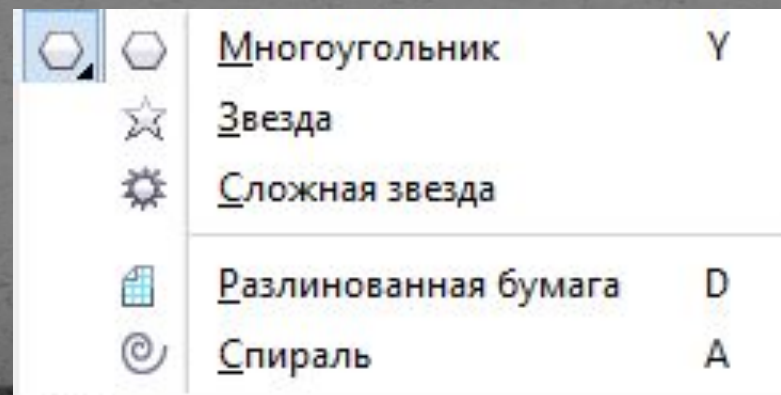 Многоугольник Y
Звезда
Сложная звезда
Разлинованная бумага D
Спираль A